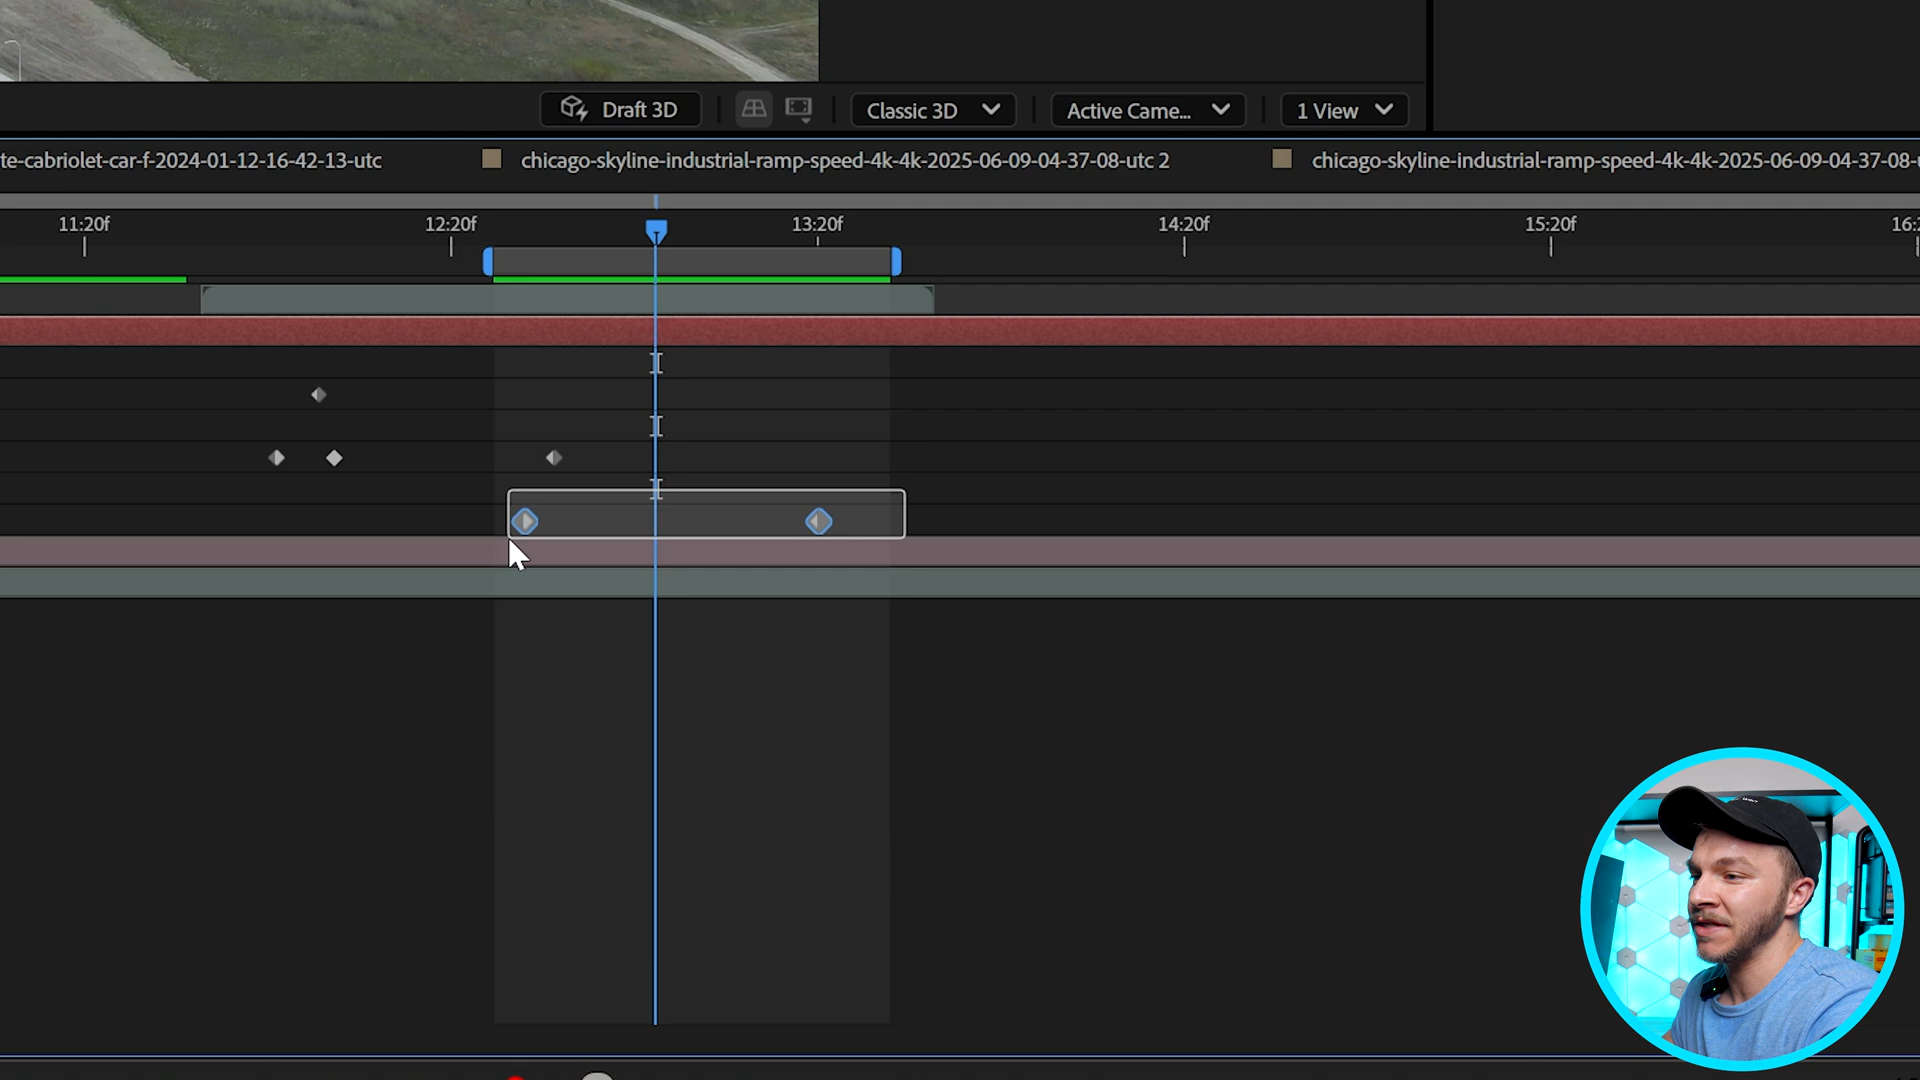 Draft 3D Classic 3D Active Came... 1 View
te-cabriolet-car-f-2024-01-12-16-42-13-utc chicago-skyline-industrial-ramp-speed-4k-4k-2025-06-09-04-37-08-utc 2 chicago-skyline-industrial-ramp-speed-4k-4k-2025-06-09-04-37-08-u
11:20f 12:20f 13:20f 14:20f 15:20f 16:2